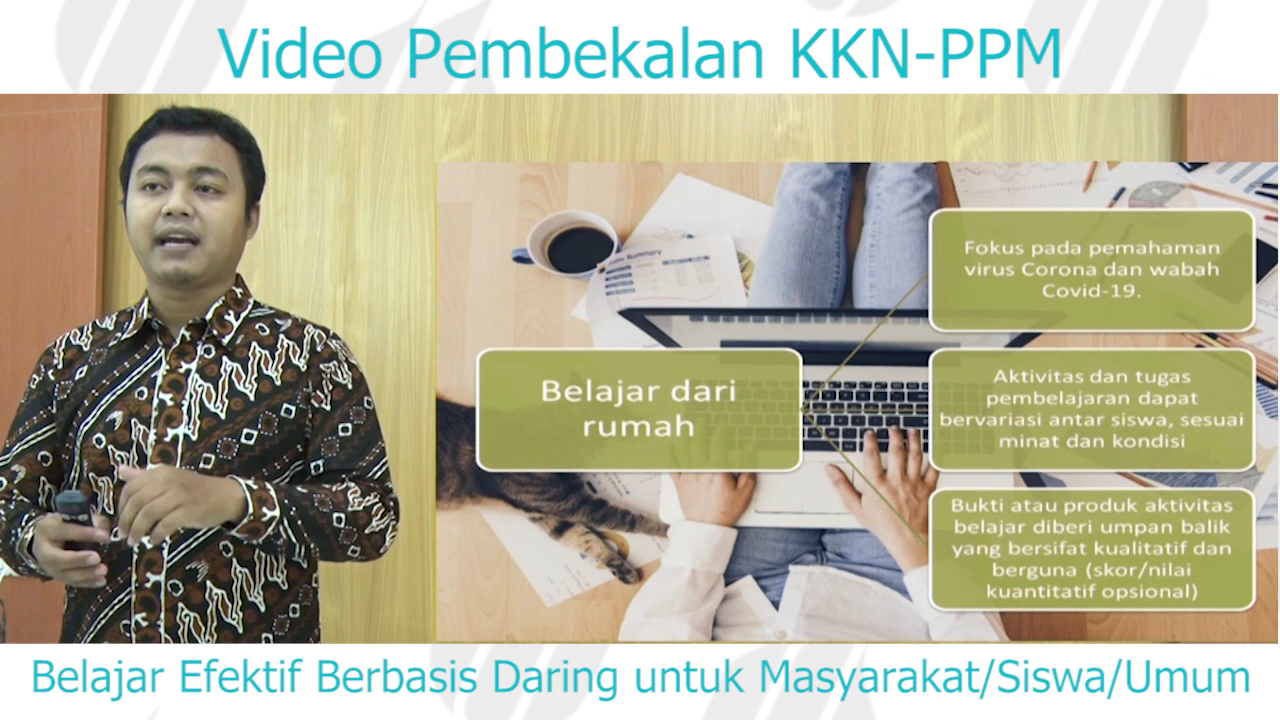 Video Pembekalan KKN-PPM
Belajar dari
rumah
Fokus pada pemahaman
virus Corona dan wabah
Covid-19.
Aktivitas dan tugas
pembelajaran dapat
bervariasi antar siswa, sesuai
minat dan kondisi
Bukti atau produk aktivitas
belajar diberi umpan balik
yang bersifat kualitatif dan
berguna (skor/nilai
kuantitatif opsional)
Belajar Efektif Berbasis Daring untuk Masyarakat/Siswa/Umum